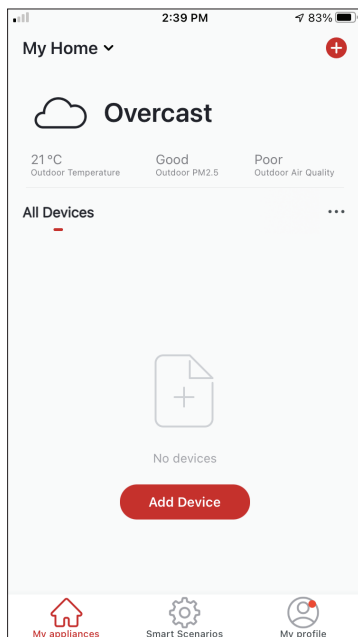 2:39 PM
83%
My Home
Overcast
21 °C Good Poor
Outdoor Temperature Outdoor PM2.5 Outdoor Air Quality
All Devices
No devices
Add Device
My appliances Smart Scenarios My profile